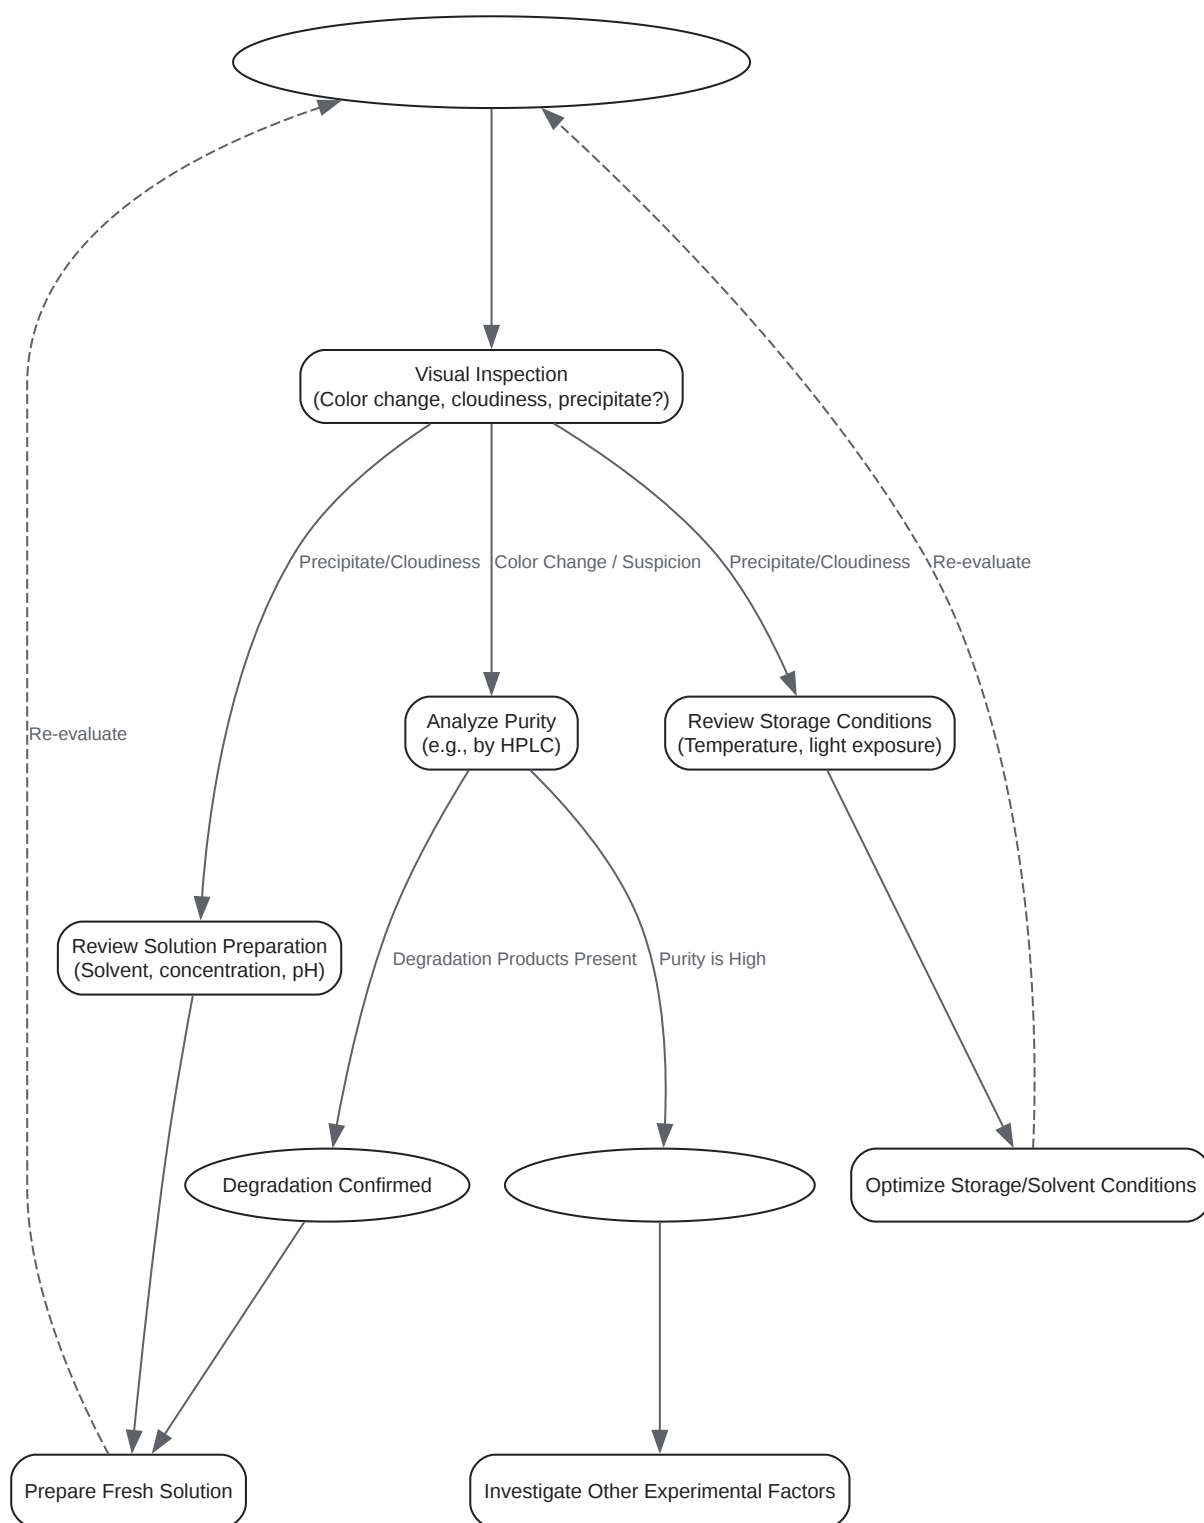 Visual Inspection
(Color change, cloudiness, precipitate?)
Precipitate/Cloudiness
Color Change / Suspicion
Precipitate/Cloudiness
Re-evaluate
Re-evaluate
Analyze Purity
(e.g., by HPLC)
Review Storage Conditions
(Temperature, light exposure)
Review Solution Preparation
(Solvent, concentration, pH)
Degradation Products Present
Purity is High
Degradation Confirmed
Optimize Storage/Solvent Conditions
Prepare Fresh Solution
Investigate Other Experimental Factors